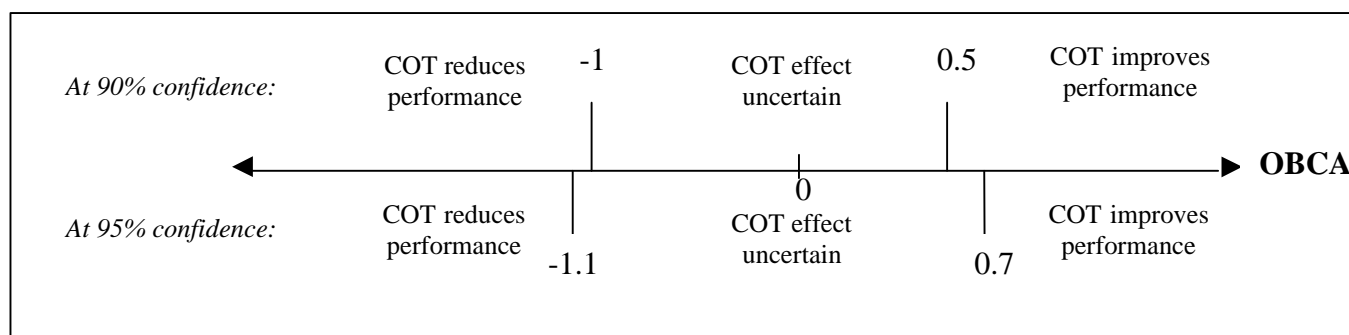 At 90% confidence:
COT reduces
performance
-1
COT effect
uncertain
0.5
COT improves
performance
OBCA
0
At 95% confidence:
COT reduces
performance
-1.1
COT effect
uncertain
0.7
COT improves
performance